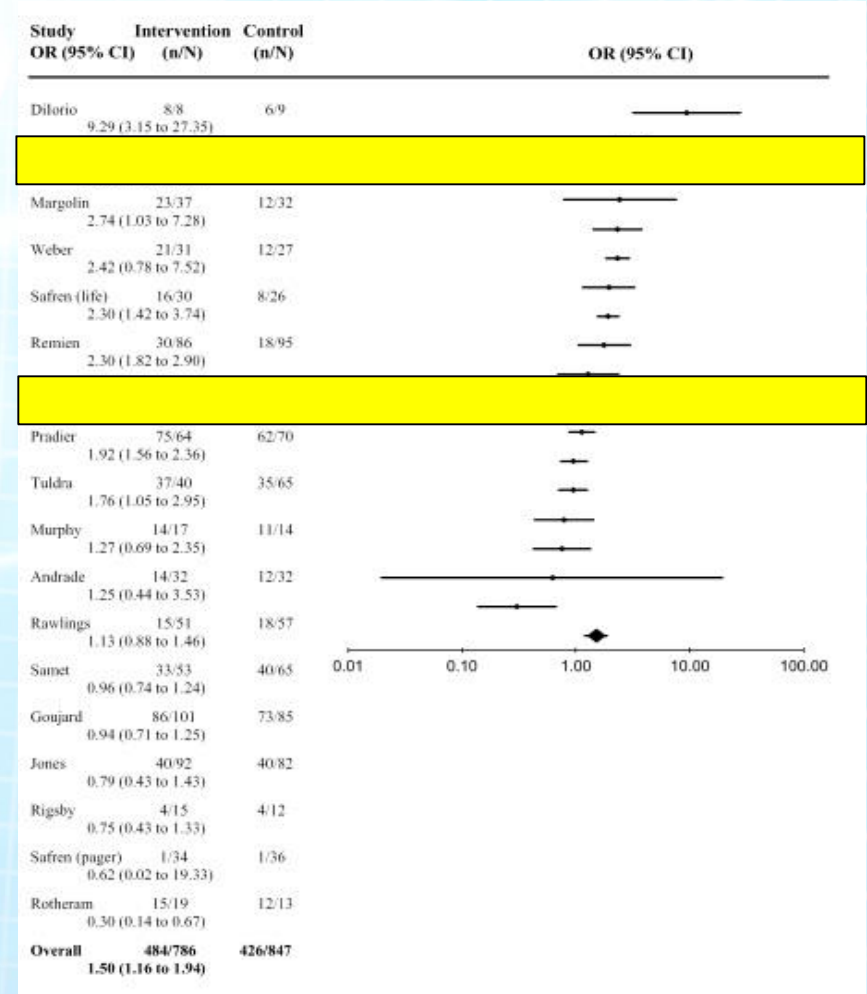 Study Intervention Control
OR (95% CI) (n/N) (n/N) OR (95% CI)
Dilorio 8/8 6/9
9.29 (3.15 to 27.35)
Margolin 23/37 12/32
2.74 (1.03 to 7.28)
Weber 21/31 12/27
2.42 (0.78 to 7.52)
Safren (life) 16/30 8/26
2.30 (1.42 to 3.74)
Remien 30/86 18/95
2.30 (1.82 to 2.90)
Pradier 75/64 62/70
1.92 (1.56 to 2.36)
Tuldra 37/40 35/65
1.76 (1.05 to 2.95)
Murphy 14/17 11/14
1.27 (0.69 to 2.35)
Andrade 14/32 12/32
1.25 (0.44 to 3.53)
Rawlings 15/51 18/57
1.13 (0.88 to 1.46)
Samet 33/53 40/65
0.96 (0.74 to 1.24)
0.01 0.10 1.00 10.00 100.00
Goujard 86/101 73/85
0.94 (0.71 to 1.25)
Jones 40/92 40/82
0.79 (0.43 to 1.43)
Rigsby 4/15 4/12
0.75 (0.43 to 1.33)
Safren (pager) 1/34 1/36
0.62 (0.02 to 19.33)
Rotheram 15/19 12/13
0.30 (0.14 to 0.67)
Overall 484/786 426/847
1.50 (1.16 to 1.94)